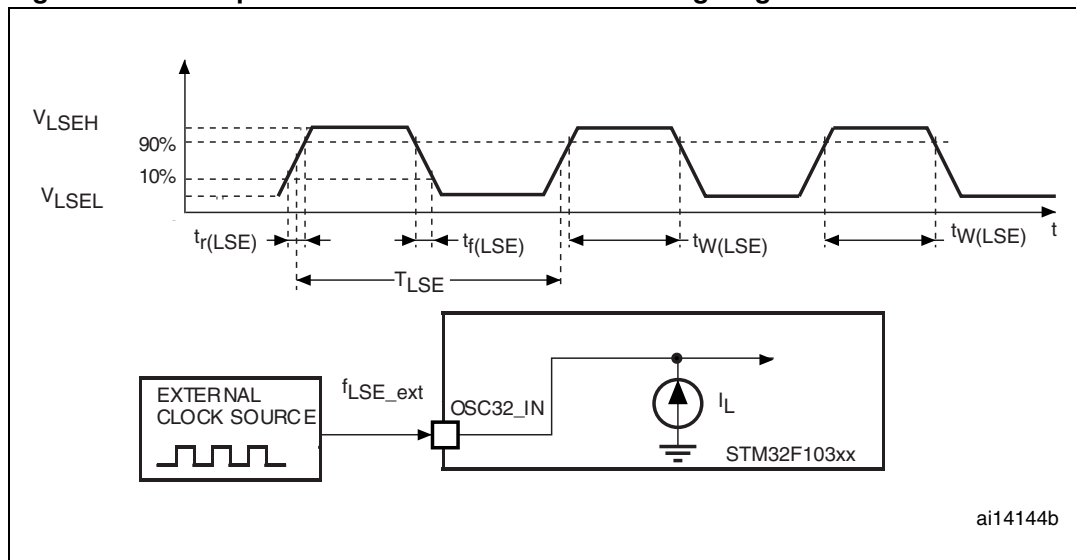 V_LSEH
90%
10%
V_LSEL
t_r(LSE)
t_f(LSE)
t_W(LSE)
t_W(LSE)
t
T_LSE
EXTERNAL
CLOCK SOURCE
f_LSE_ext
OSC32_IN
I_L
STM32F103xx
ai14144b